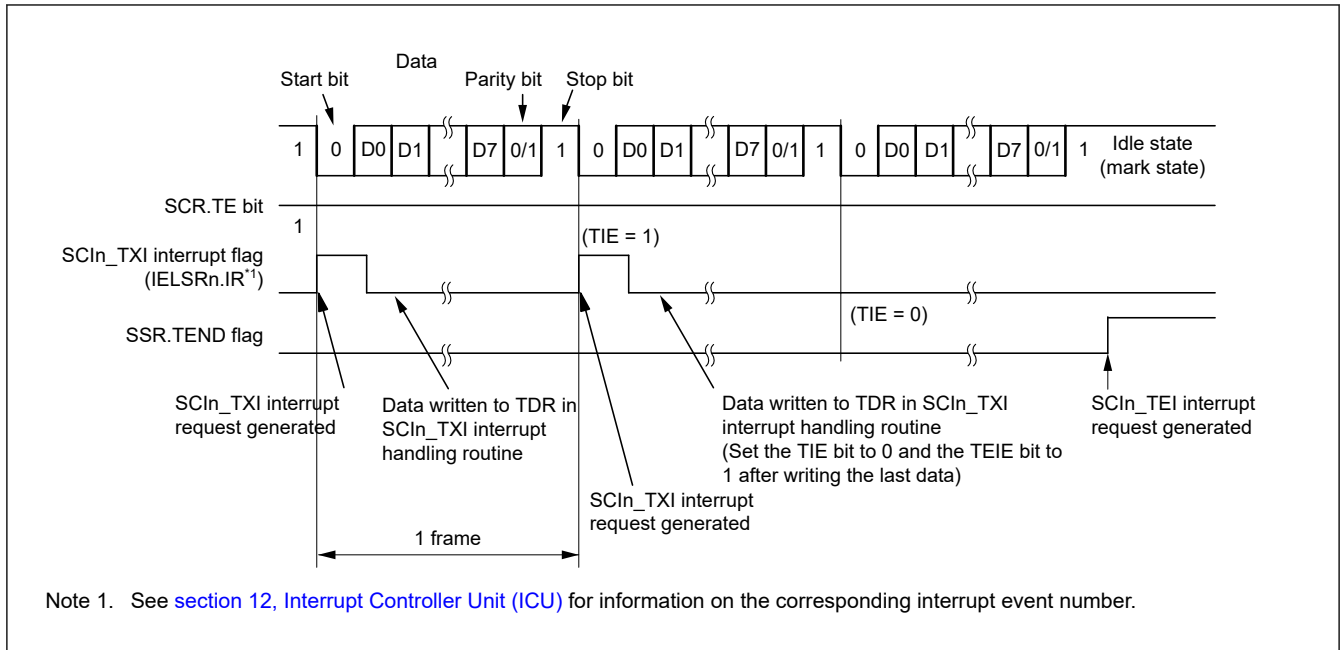 Data
Start bit
Parity bit
Stop bit
1 0 D0 D1 D7 0/1 1 0 D0 D1 D7 0/1 1 0 D0 D1 D7 0/1 1
Idle state
(mark state)
SCR.TE bit
1
(TIE = 1)
SCIn_TXI interrupt flag
(IELSRn.IR*1)
(TIE = 0)
SSR.TEND flag
SCIn_TXI interrupt
request generated
Data written to TDR in
SCIn_TXI interrupt
handling routine
Data written to TDR in SCIn_TXI
interrupt handling routine
(Set the TIE bit to 0 and the TEIE bit to
1 after writing the last data)
SCIn_TEI interrupt
request generated
SCIn_TXI interrupt
request generated
1 frame
Note 1. See section 12, Interrupt Controller Unit (ICU) for information on the corresponding interrupt event number.